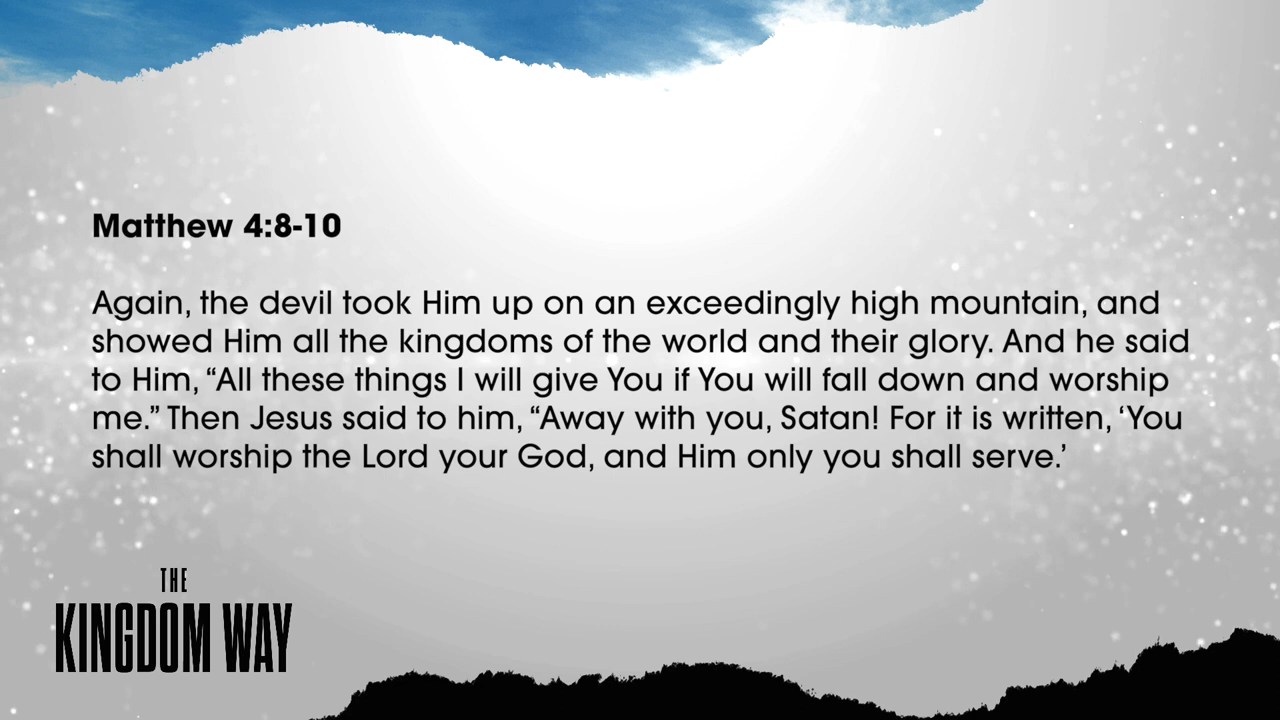 Matthew 4:8-10
Again, the devil took Him up on an exceedingly high mountain, and
showed Him all the kingdoms of the world and their glory. And he said
to Him, “All these things I will give You if You will fall down and worship
me.” Then Jesus said to him, “Away with you, Satan! For it is written, ‘You
shall worship the Lord your God, and Him only you shall serve.’
THE
KINGDOM WAY